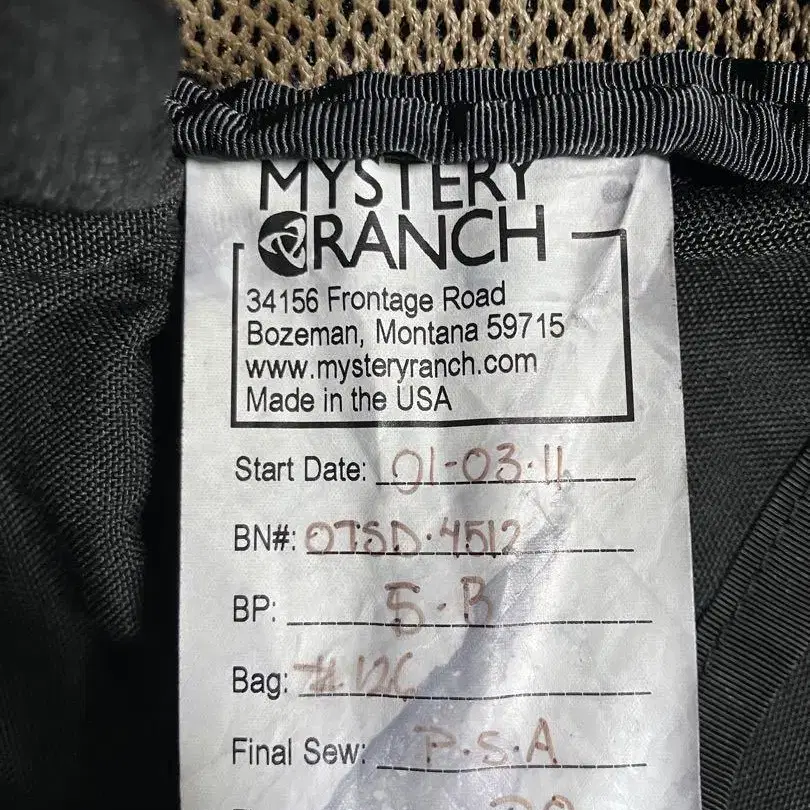 MYSTERY
RANCH
34156 Frontage Road
Bozeman, Montana 59715
www.mysteryranch.com
Made in the USA
Start Date: 01-03-11
BN#: OTSD-4512
BP: S.B
Bag: #126
Final Sew: P.S.A